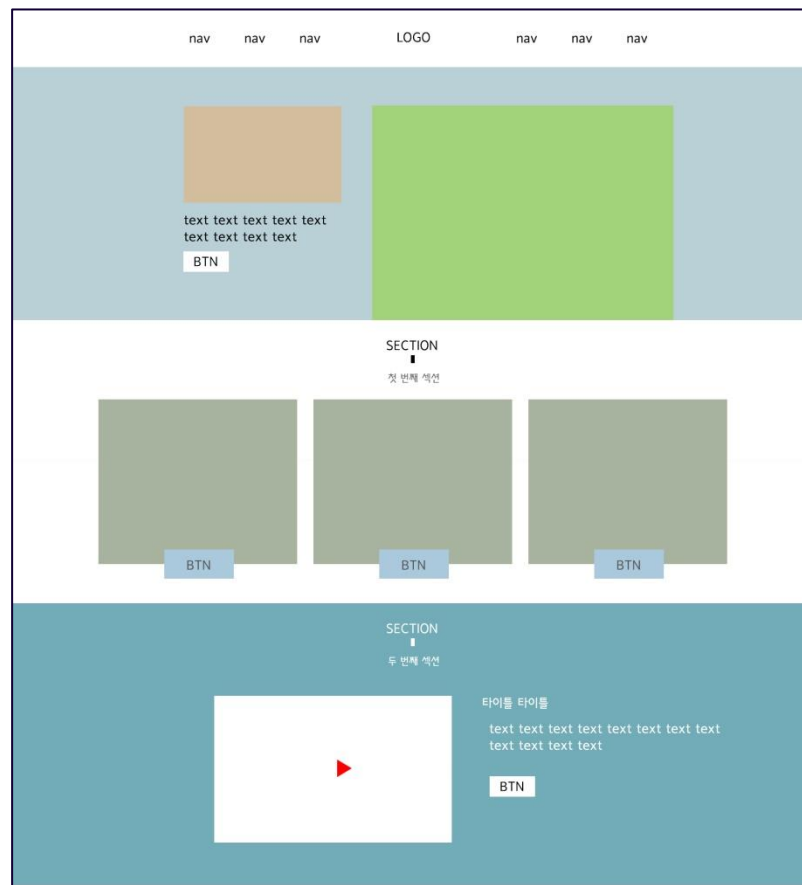 nav nav nav LOGO nav nav nav
text text text text text
text text text text
BTN
SECTION
첫 번째 섹션
BTN BTN BTN
SECTION
두 번째 섹션
타이틀 타이틀
text text text text text text text text
text text text text
BTN